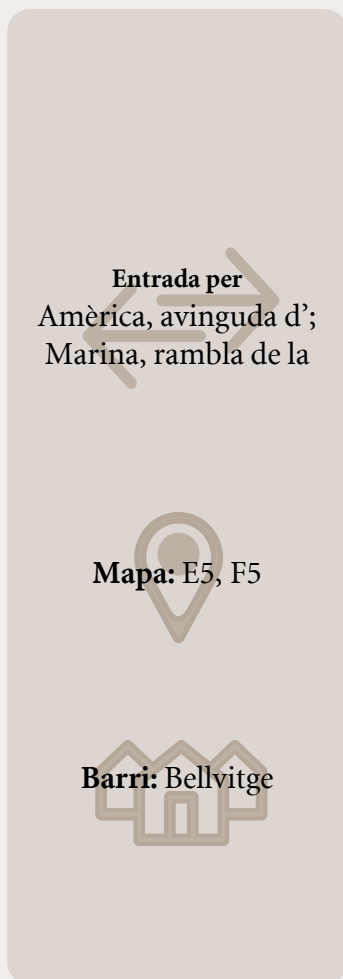 Entrada per
Amèrica, avinguda d’;
Marina, rambla de la
Mapa: E5, F5
Barri: Bellvitge